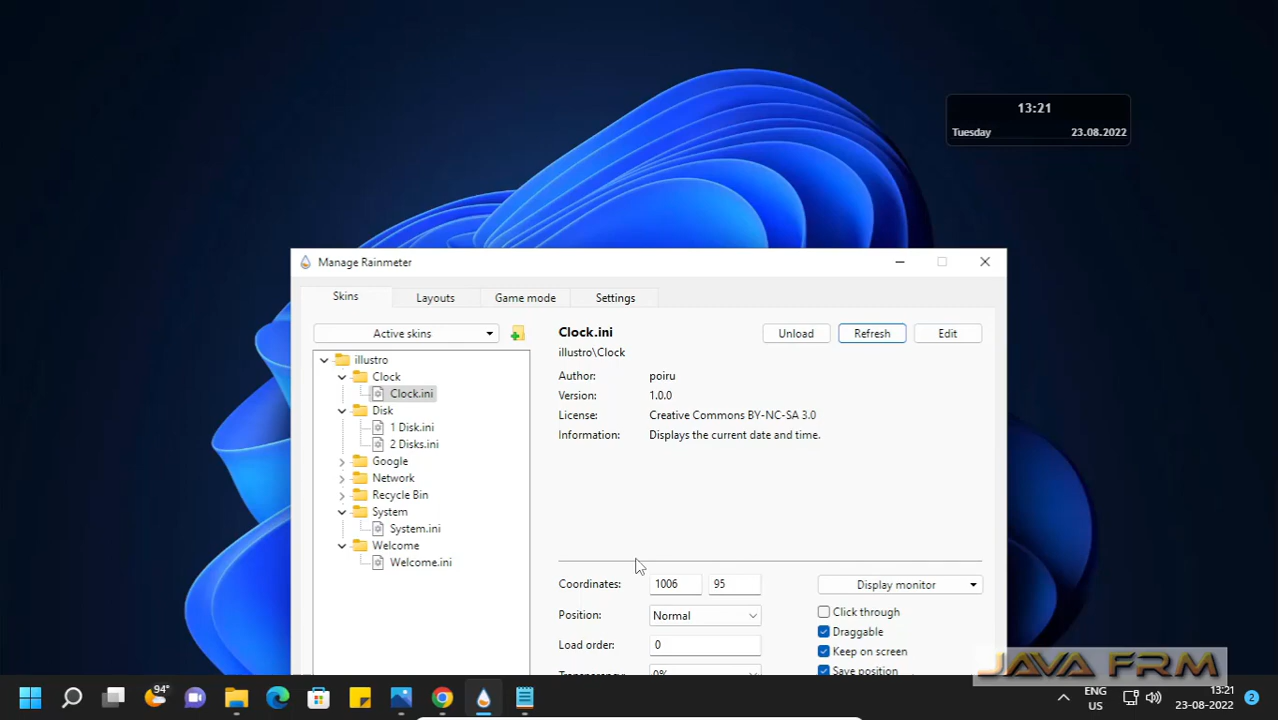 13:21
Tuesday 23.08.2022
Manage Rainmeter
Skins Layouts Game mode Settings
Active skins
illustro
Clock
Clock.ini
Disk
1 Disk.ini
2 Disks.ini
Google
Network
Recycle Bin
System
System.ini
Welcome
Welcome.ini
Clock.ini
Unload Refresh Edit
illustro\Clock
Author: poiru
Version: 1.0.0
License: Creative Commons BY-NC-SA 3.0
Information: Displays the current date and time.
Coordinates: 1006 95 Display monitor
Position: Normal Click through
Draggable
Load order: 0 Keep on screen
Transparency: 0% Save position
JAVA FRM
94°
ENG
US
13:21
23-08-2022
2